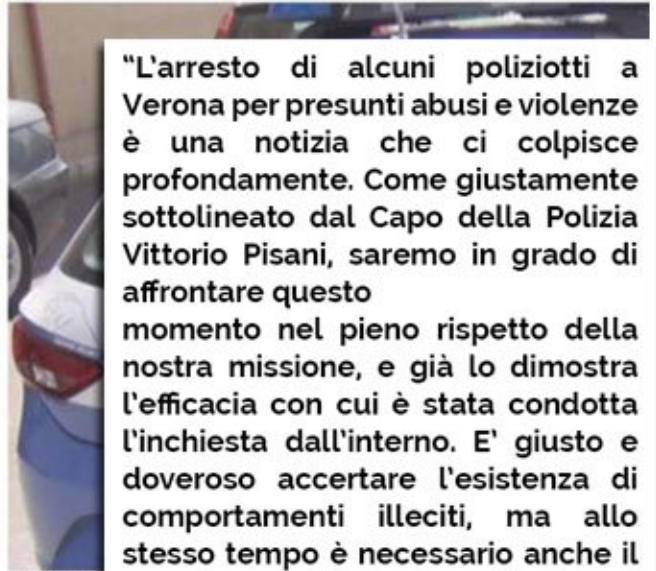 "L'arresto di alcuni poliziotti a
Verona per presunti abusi e violenze
è una notizia che ci colpisce
profondamente. Come giustamente
sottolineato dal Capo della Polizia
Vittorio Pisani, saremo in grado di
affrontare questo
momento nel pieno rispetto della
nostra missione, e già lo dimostra
l'efficacia con cui è stata condotta
l'inchiesta dall'interno. E' giusto e
doveroso accertare l'esistenza di
comportamenti illeciti, ma allo
stesso tempo è necessario anche il